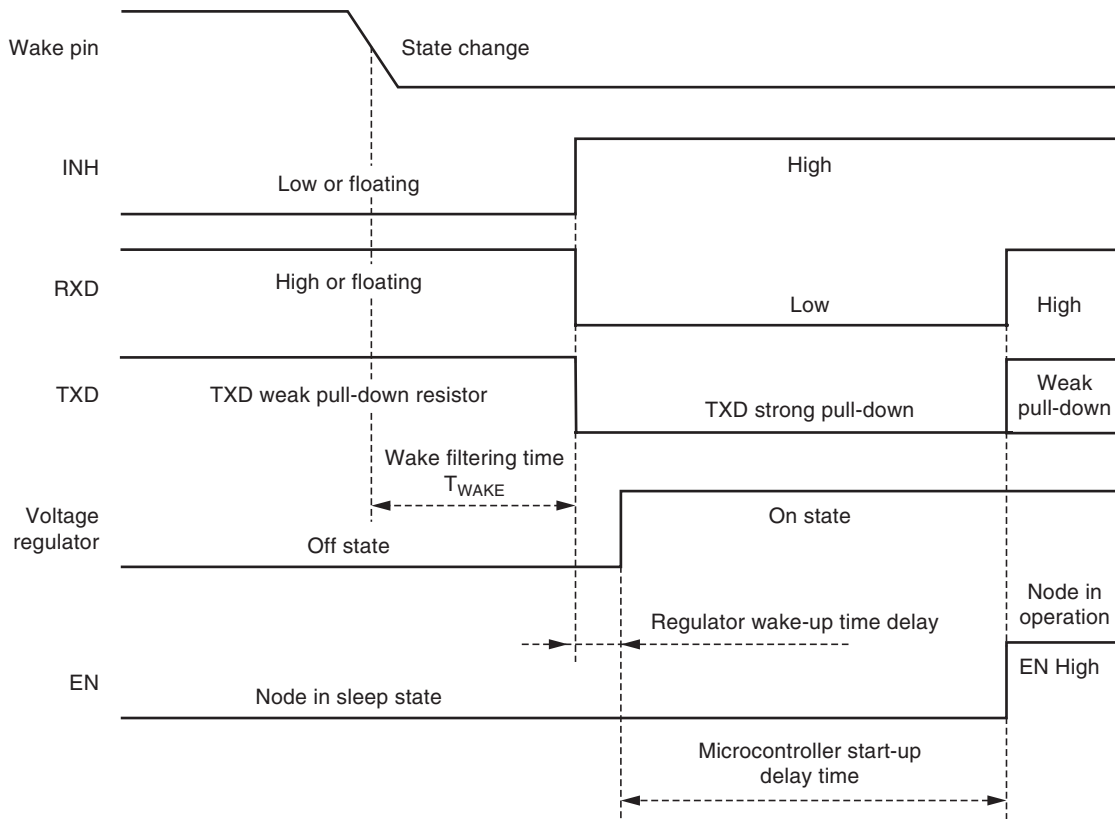 Wake pin
State change
INH
Low or floating
High
RXD
High or floating
Low
High
TXD
TXD weak pull-down resistor
TXD strong pull-down
Weak
pull-down
Wake filtering time
TWAKE
Voltage
regulator
Off state
On state
Regulator wake-up time delay
Node in
operation
EN
Node in sleep state
EN High
Microcontroller start-up
delay time